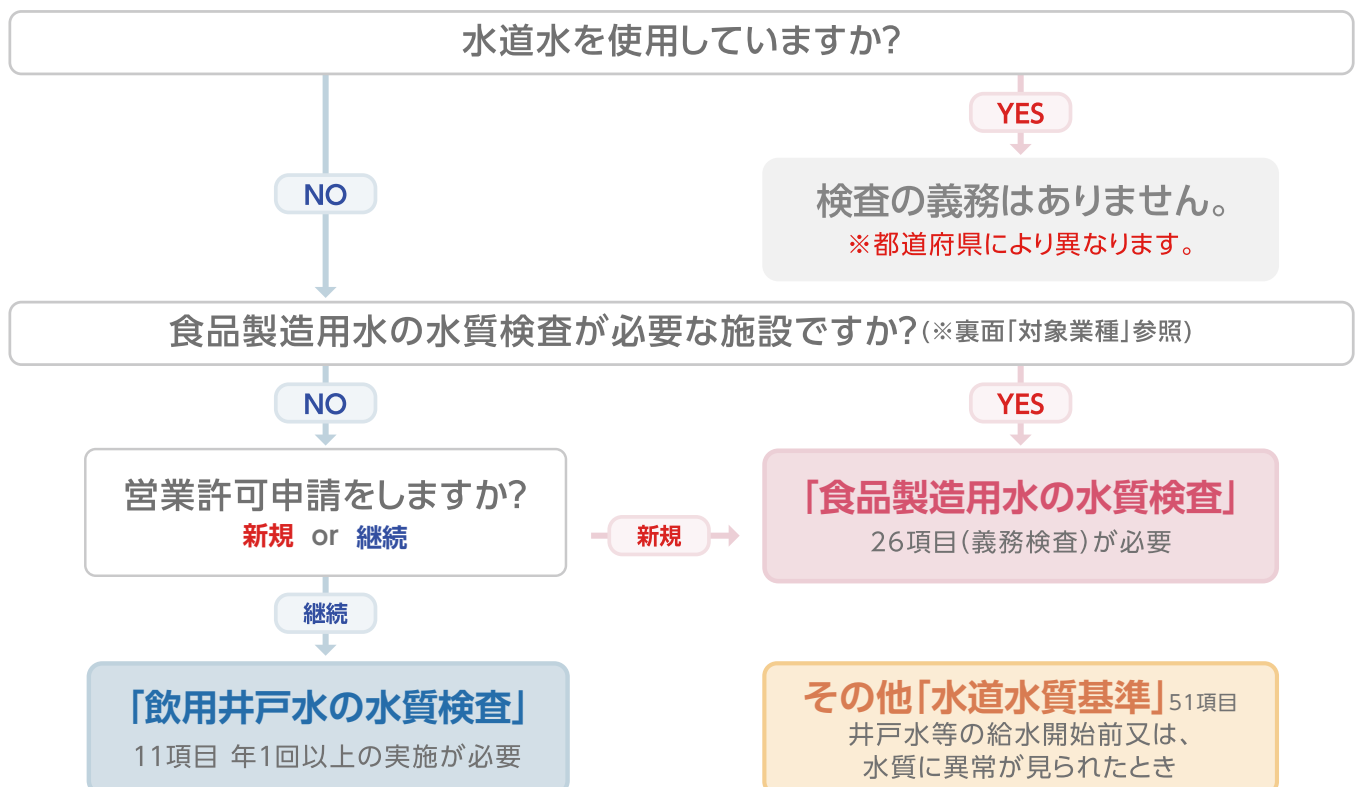 水道水を使用していますか?
YES
NO
検査の義務はありません。
※都道府県により異なります。
食品製造用水の水質検査が必要な施設ですか?(※裏面「対象業種」参照)
NO
YES
営業許可申請をしますか?
新規 or 継続
新規
「食品製造用水の水質検査」
26項目(義務検査)が必要
継続
「飲用井戸水の水質検査」
11項目 年1回以上の実施が必要
その他「水道水質基準」51項目
井戸水等の給水開始前又は、
水質に異常が見られたとき